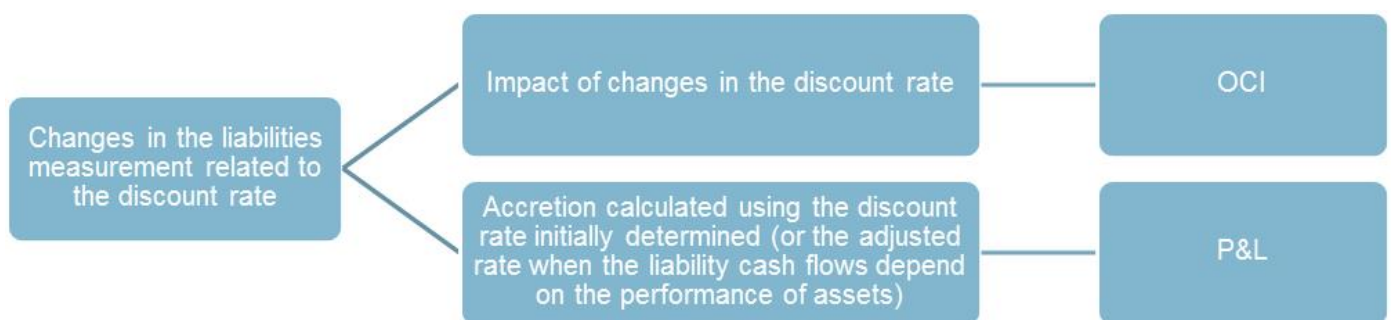 Changes in the liabilities
measurement related to
the discount rate
Impact of changes in the discount rate
OCI
Accretion calculated using the discount
rate initially determined (or the adjusted
rate when the liability cash flows depend
on the performance of assets)
P&L